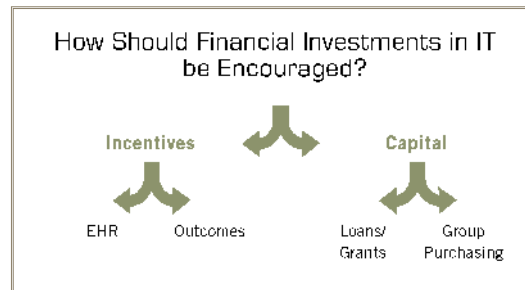 How Should Financial Investments in IT
be Encouraged?
Incentives
Capital
EHR
Outcomes
Loans/
Grants
Group
Purchasing